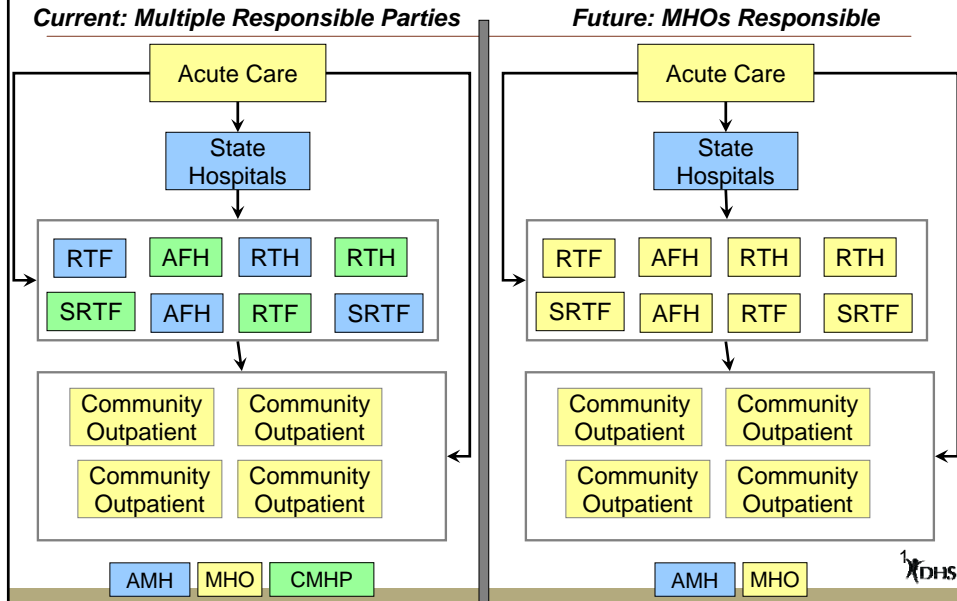 Current: Multiple Responsible Parties
Acute Care
State
Hospitals
RTF AFH RTH RTH
SRTF AFH RTF SRTF
Community
Outpatient
Community
Outpatient
Community
Outpatient
Community
Outpatient
AMH MHO CMHP
Future: MHOs Responsible
Acute Care
State
Hospitals
RTF AFH RTH RTH
SRTF AFH RTF SRTF
Community
Outpatient
Community
Outpatient
Community
Outpatient
Community
Outpatient
AMH MHO
1
DHS